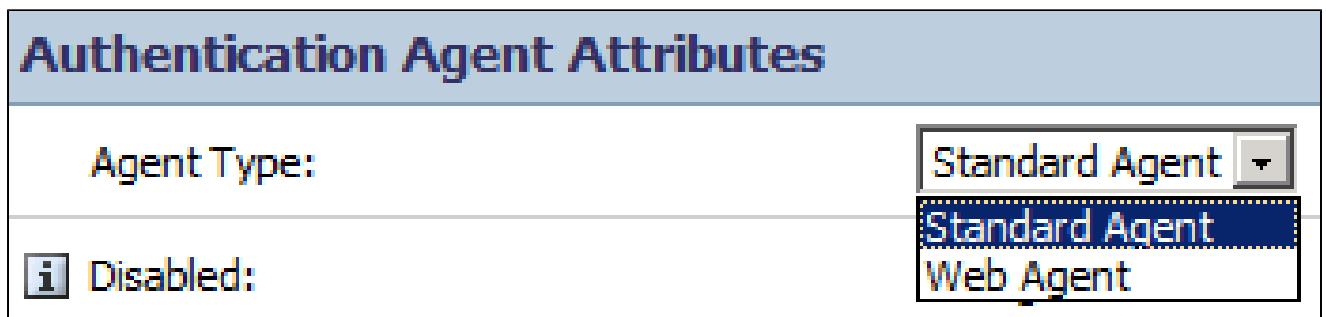 Authentication Agent Attributes
Agent Type: Standard Agent
Standard Agent
Web Agent
i Disabled: